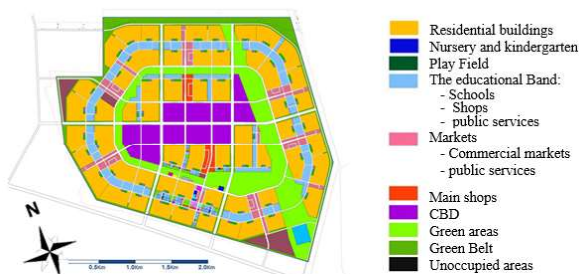 Residential buildings
Nursery and kindergarten
Play Field
The educational Band:
- Schools
- Shops
- public services
Markets
- Commercial markets
- public services
Main shops
CBD
Green areas
Green Belt
Unoccupied areas
N
0.5Km 1.0Km 1.5Km 2.0Km